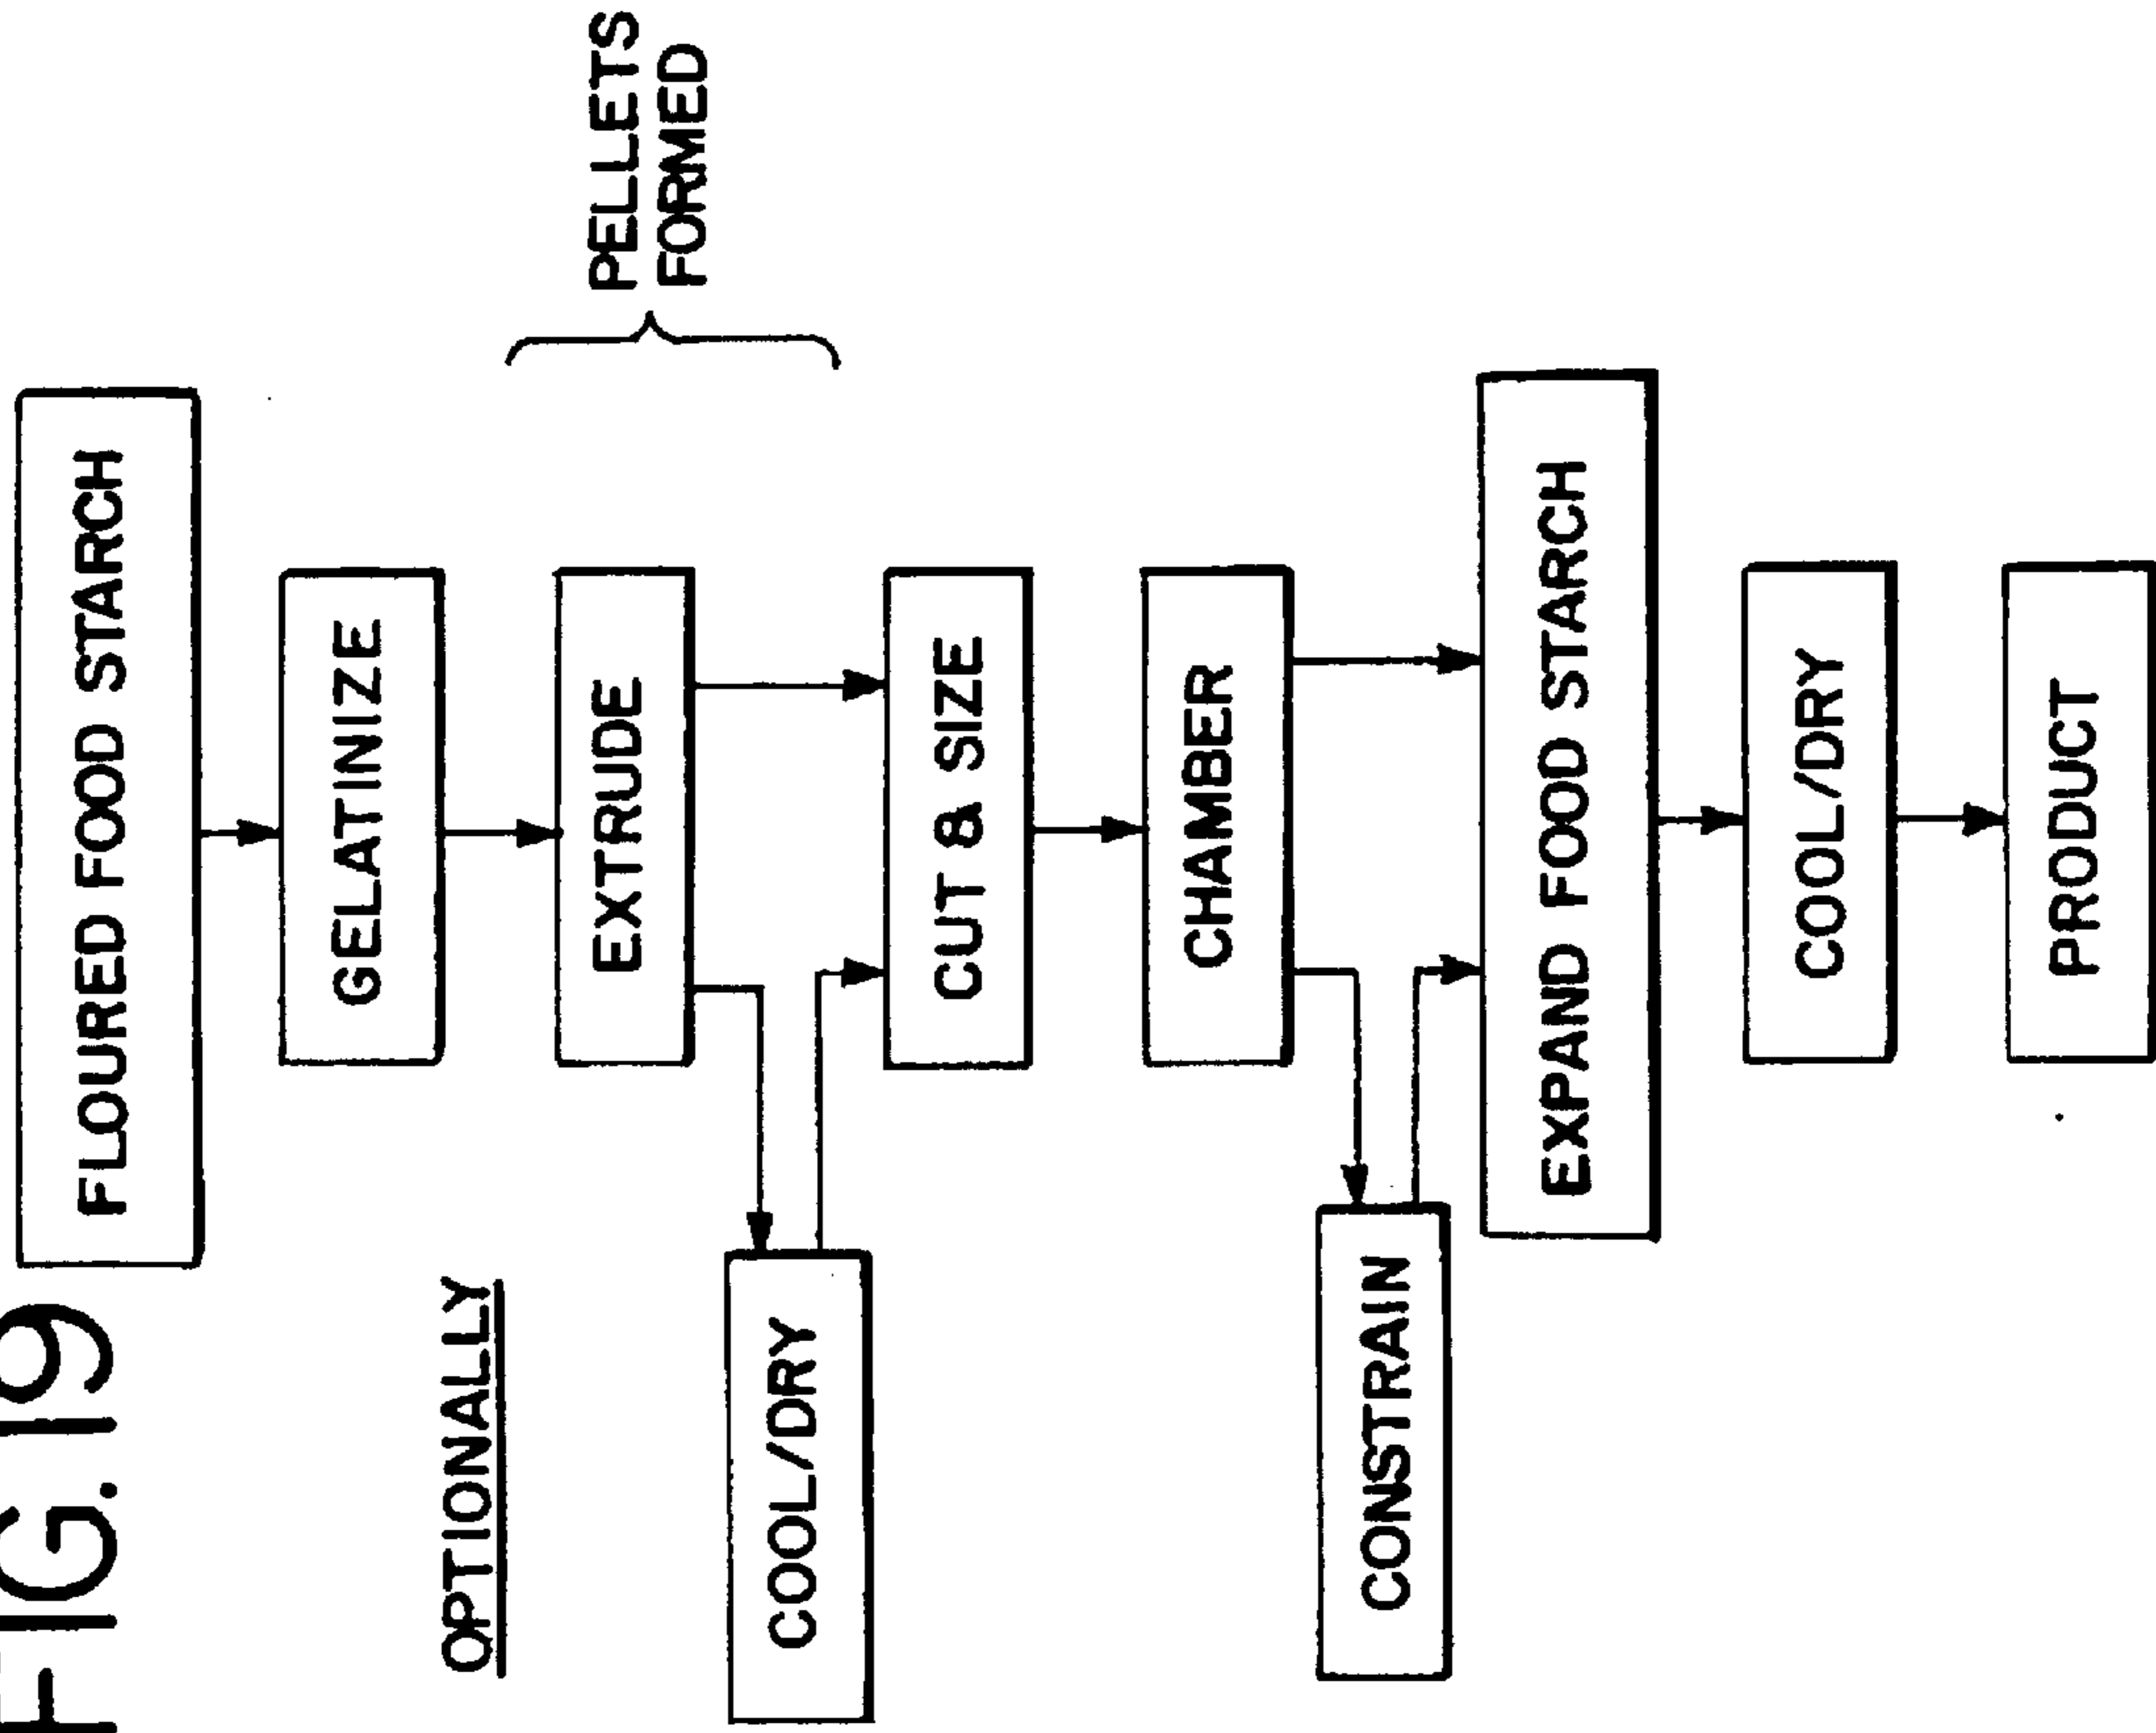 FIG. 19
FLOURED FOOD STARCH
GELATINIZE
OPTIONALLY
EXTRUDE
PELLETS
FORMED
COOL/DRY
CUT & SIZE
CHAMBER
CONSTRAIN
EXPAND FOOD STARCH
COOL/DRY
PRODUCT